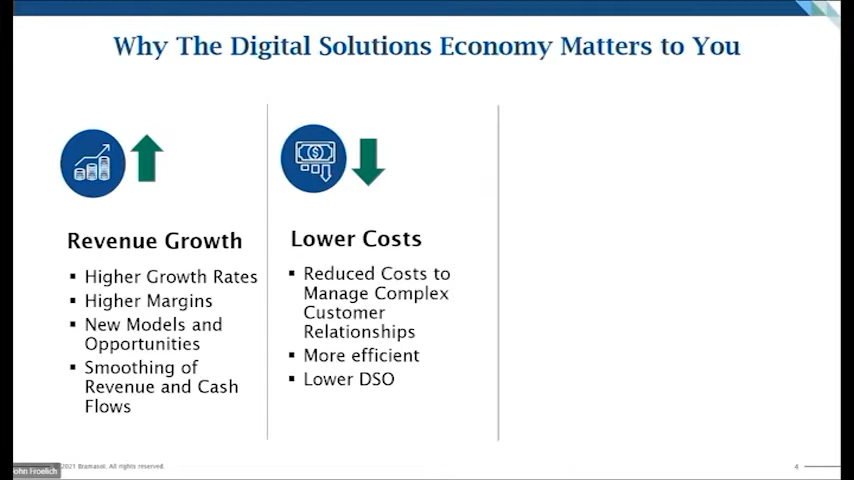 Why The Digital Solutions Economy Matters to You
Revenue Growth
▪ Higher Growth Rates
▪ Higher Margins
▪ New Models and
Opportunities
▪ Smoothing of
Revenue and Cash
Flows
$
Lower Costs
▪ Reduced Costs to
Manage Complex
Customer
Relationships
▪ More efficient
▪ Lower DSO
John Froelich
2021 Bramasol. All rights reserved.
4